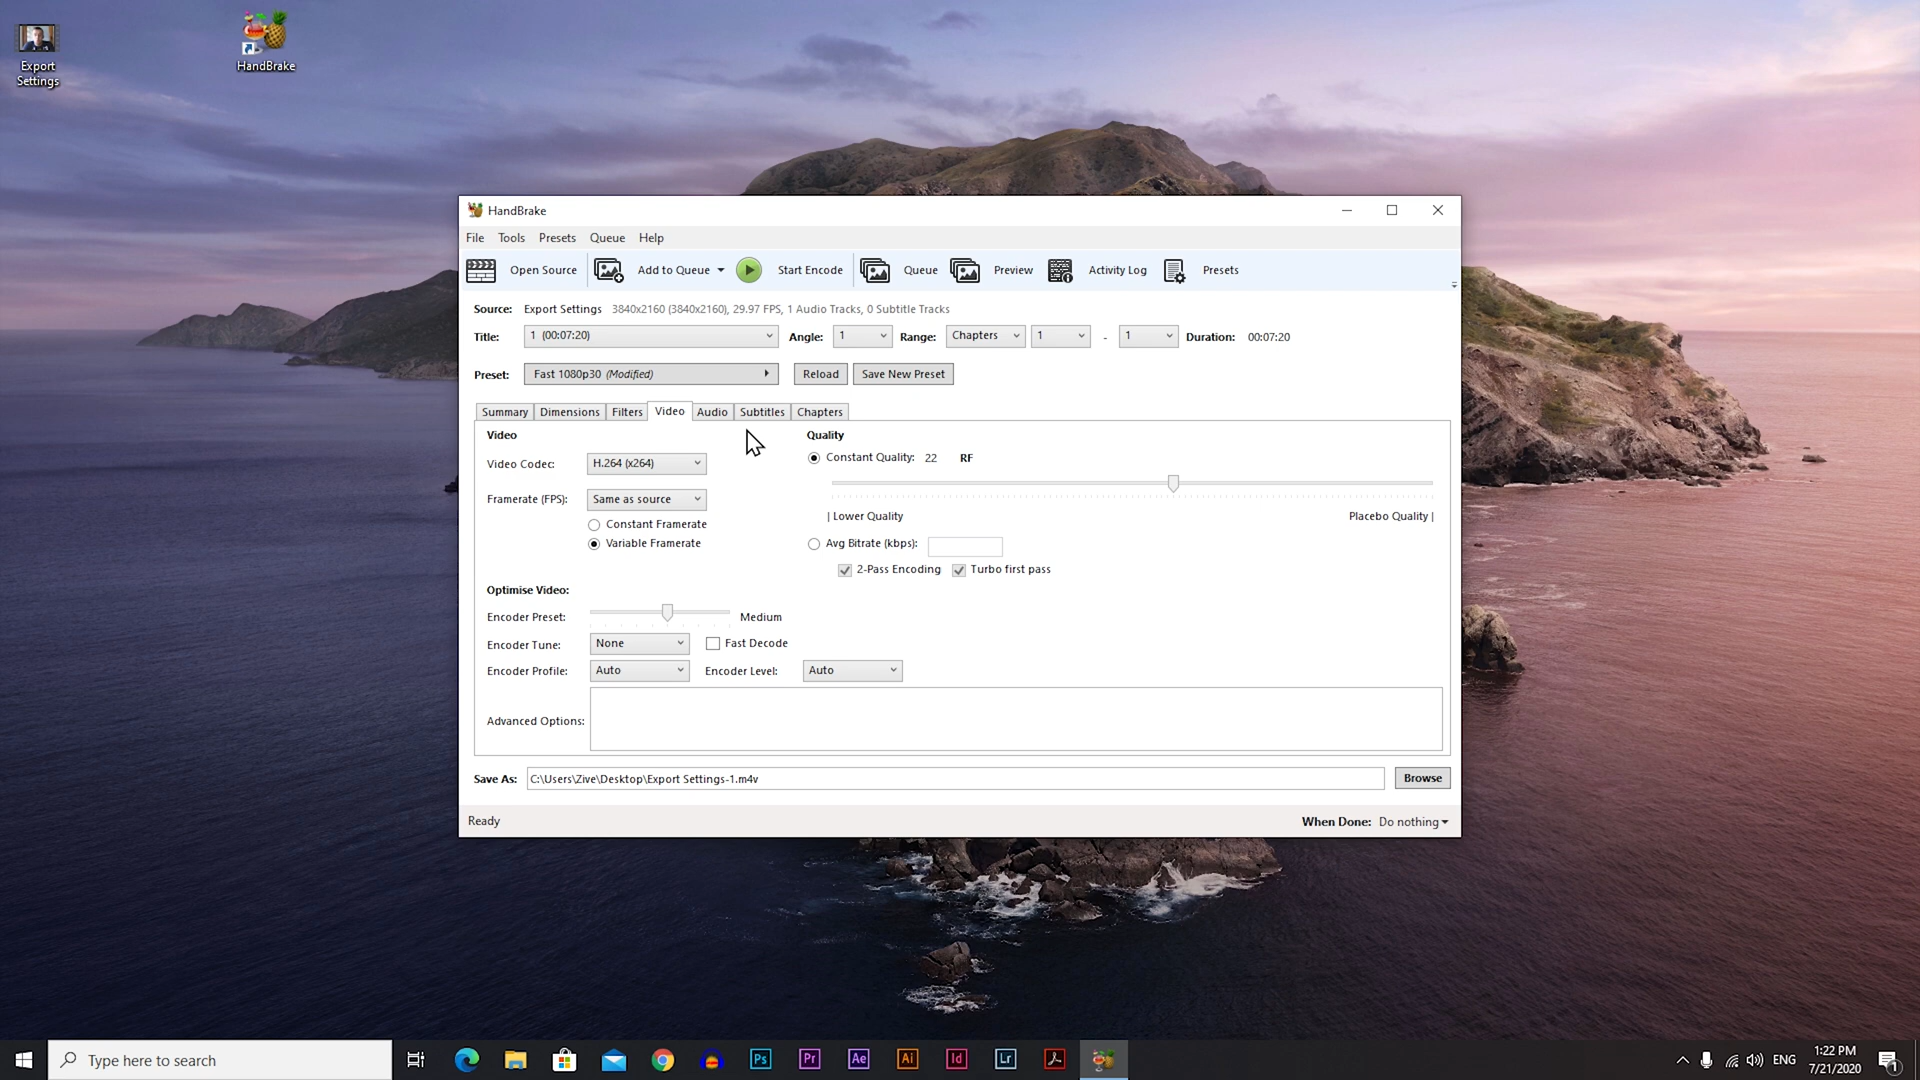 Export
Settings
HandBrake
HandBrake
File Tools Presets Queue Help
Open Source Add to Queue Start Encode Queue Preview Activity Log Presets
Source: Export Settings 3840x2160 (3840x2160), 29.97 FPS, 1 Audio Tracks, 0 Subtitle Tracks
Title: 1 (00:07:20) Angle: 1 Range: Chapters 1 - 1 Duration: 00:07:20
Preset: Fast 1080p30 (Modified) Reload Save New Preset
Summary Dimensions Filters Video Audio Subtitles Chapters
Video Quality
Video Codec: H.264 (x264) Constant Quality: 22 RF
Framerate (FPS): Same as source
| Lower Quality Placebo Quality |
Constant Framerate
Variable Framerate Avg Bitrate (kbps):
2-Pass Encoding Turbo first pass
Optimise Video:
Encoder Preset: Medium
Encoder Tune: None Fast Decode
Encoder Profile: Auto Encoder Level: Auto
Advanced Options:
Save As: C:\Users\Zive\Desktop\Export Settings-1.m4v Browse
Ready When Done: Do nothing
Type here to search Ps Pr Ae Ai Id Lr ENG 1:22 PM
7/21/2020 1